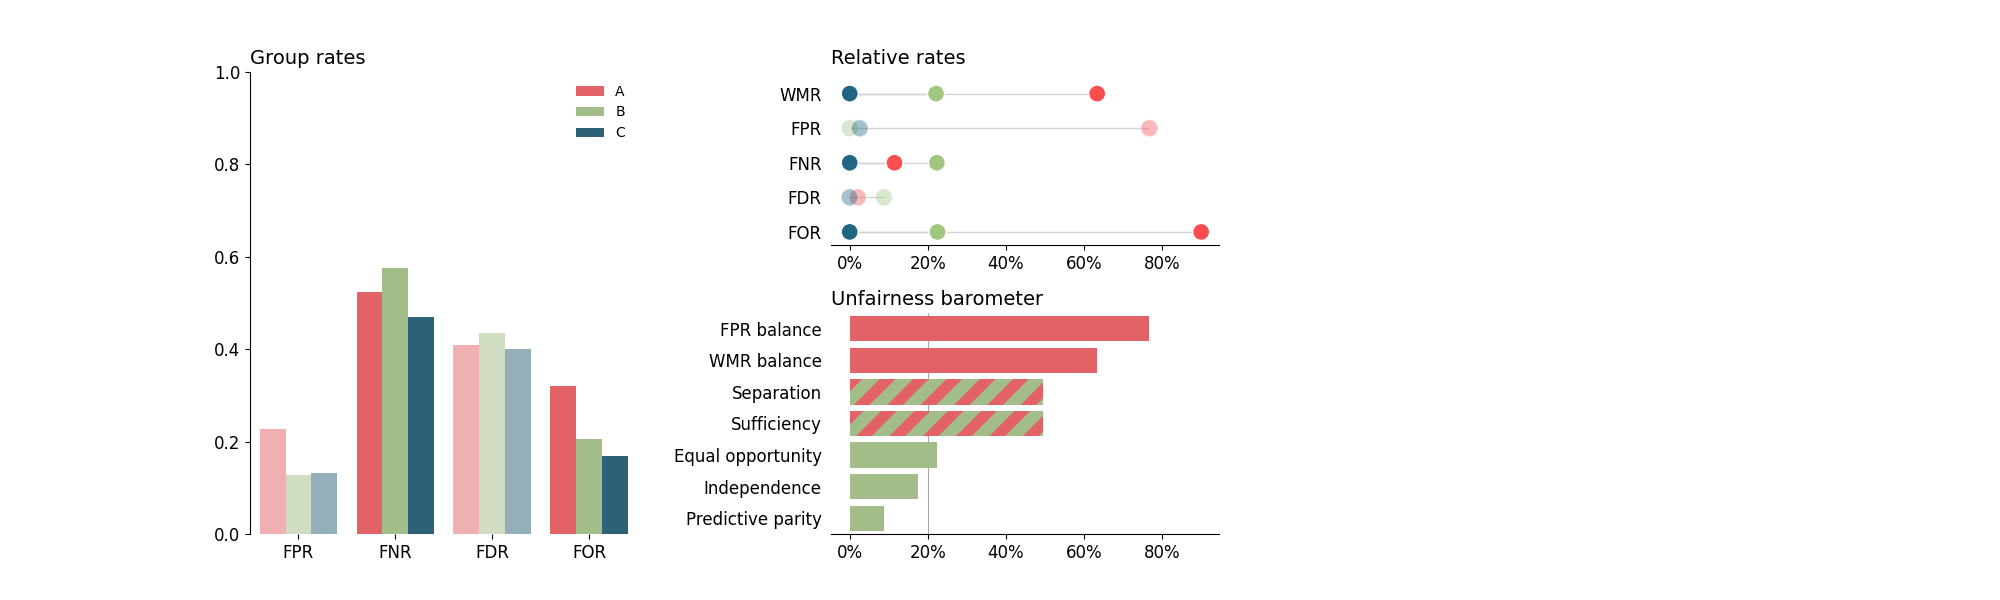 Group rates
1.0
0.8
0.6
0.4
0.2
0.0
FPR
FNR
FDR
FOR
A
B
C
Relative rates
WMR
FPR
FNR
FDR
FOR
0%
20%
40%
60%
80%
Unfairness barometer
FPR balance
WMR balance
Separation
Sufficiency
Equal opportunity
Independence
Predictive parity
0%
20%
40%
60%
80%